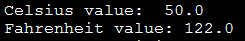 Celsius value:  50.0
Fahrenheit value: 122.0